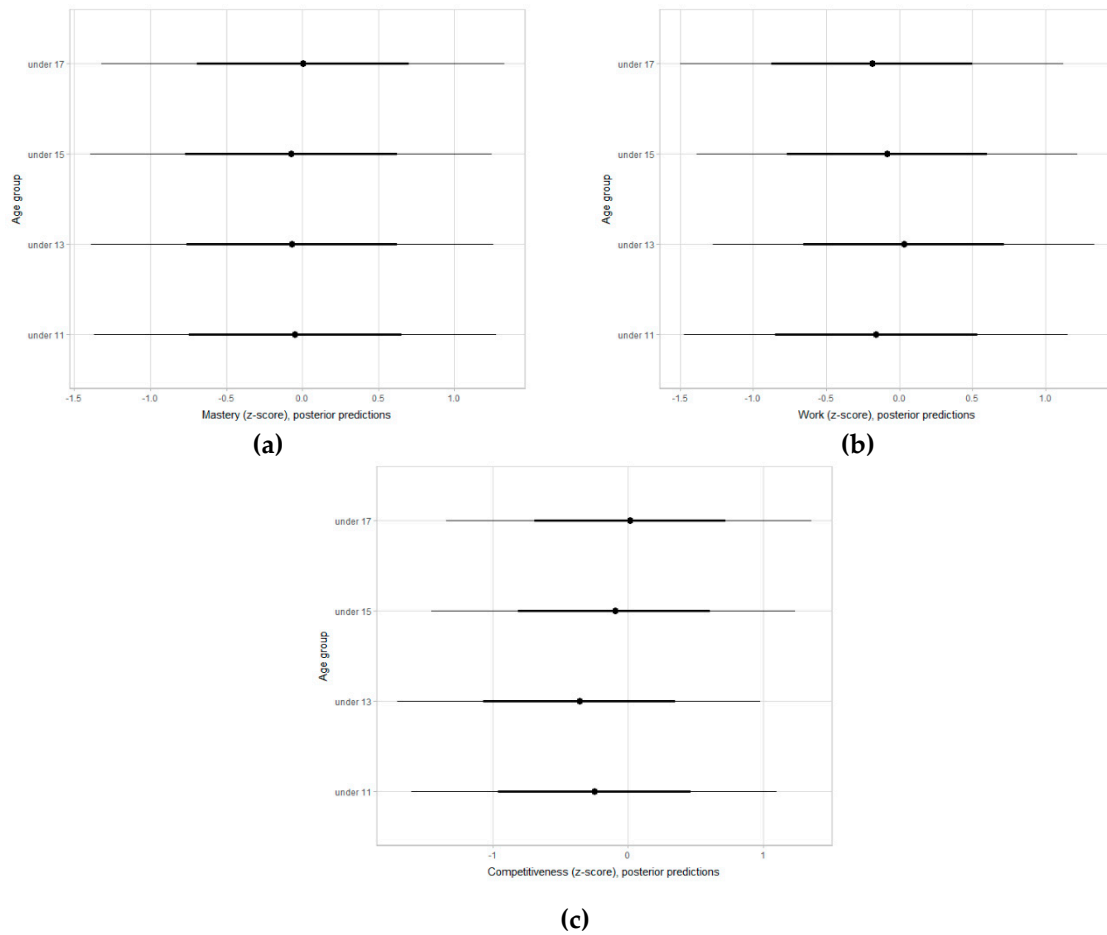 under 17
under 15
under 13
under 11
Age group
-1.5 -1.0 -0.5 0.0 0.5 1.0
Mastery (z-score), posterior predictions
(a)
under 17
under 15
under 13
under 11
Age group
-1.5 -1.0 -0.5 0.0 0.5 1.0
Work (z-score), posterior predictions
(b)
under 17
under 15
under 13
under 11
Age group
-1 0 1
Competitiveness (z-score), posterior predictions
(c)